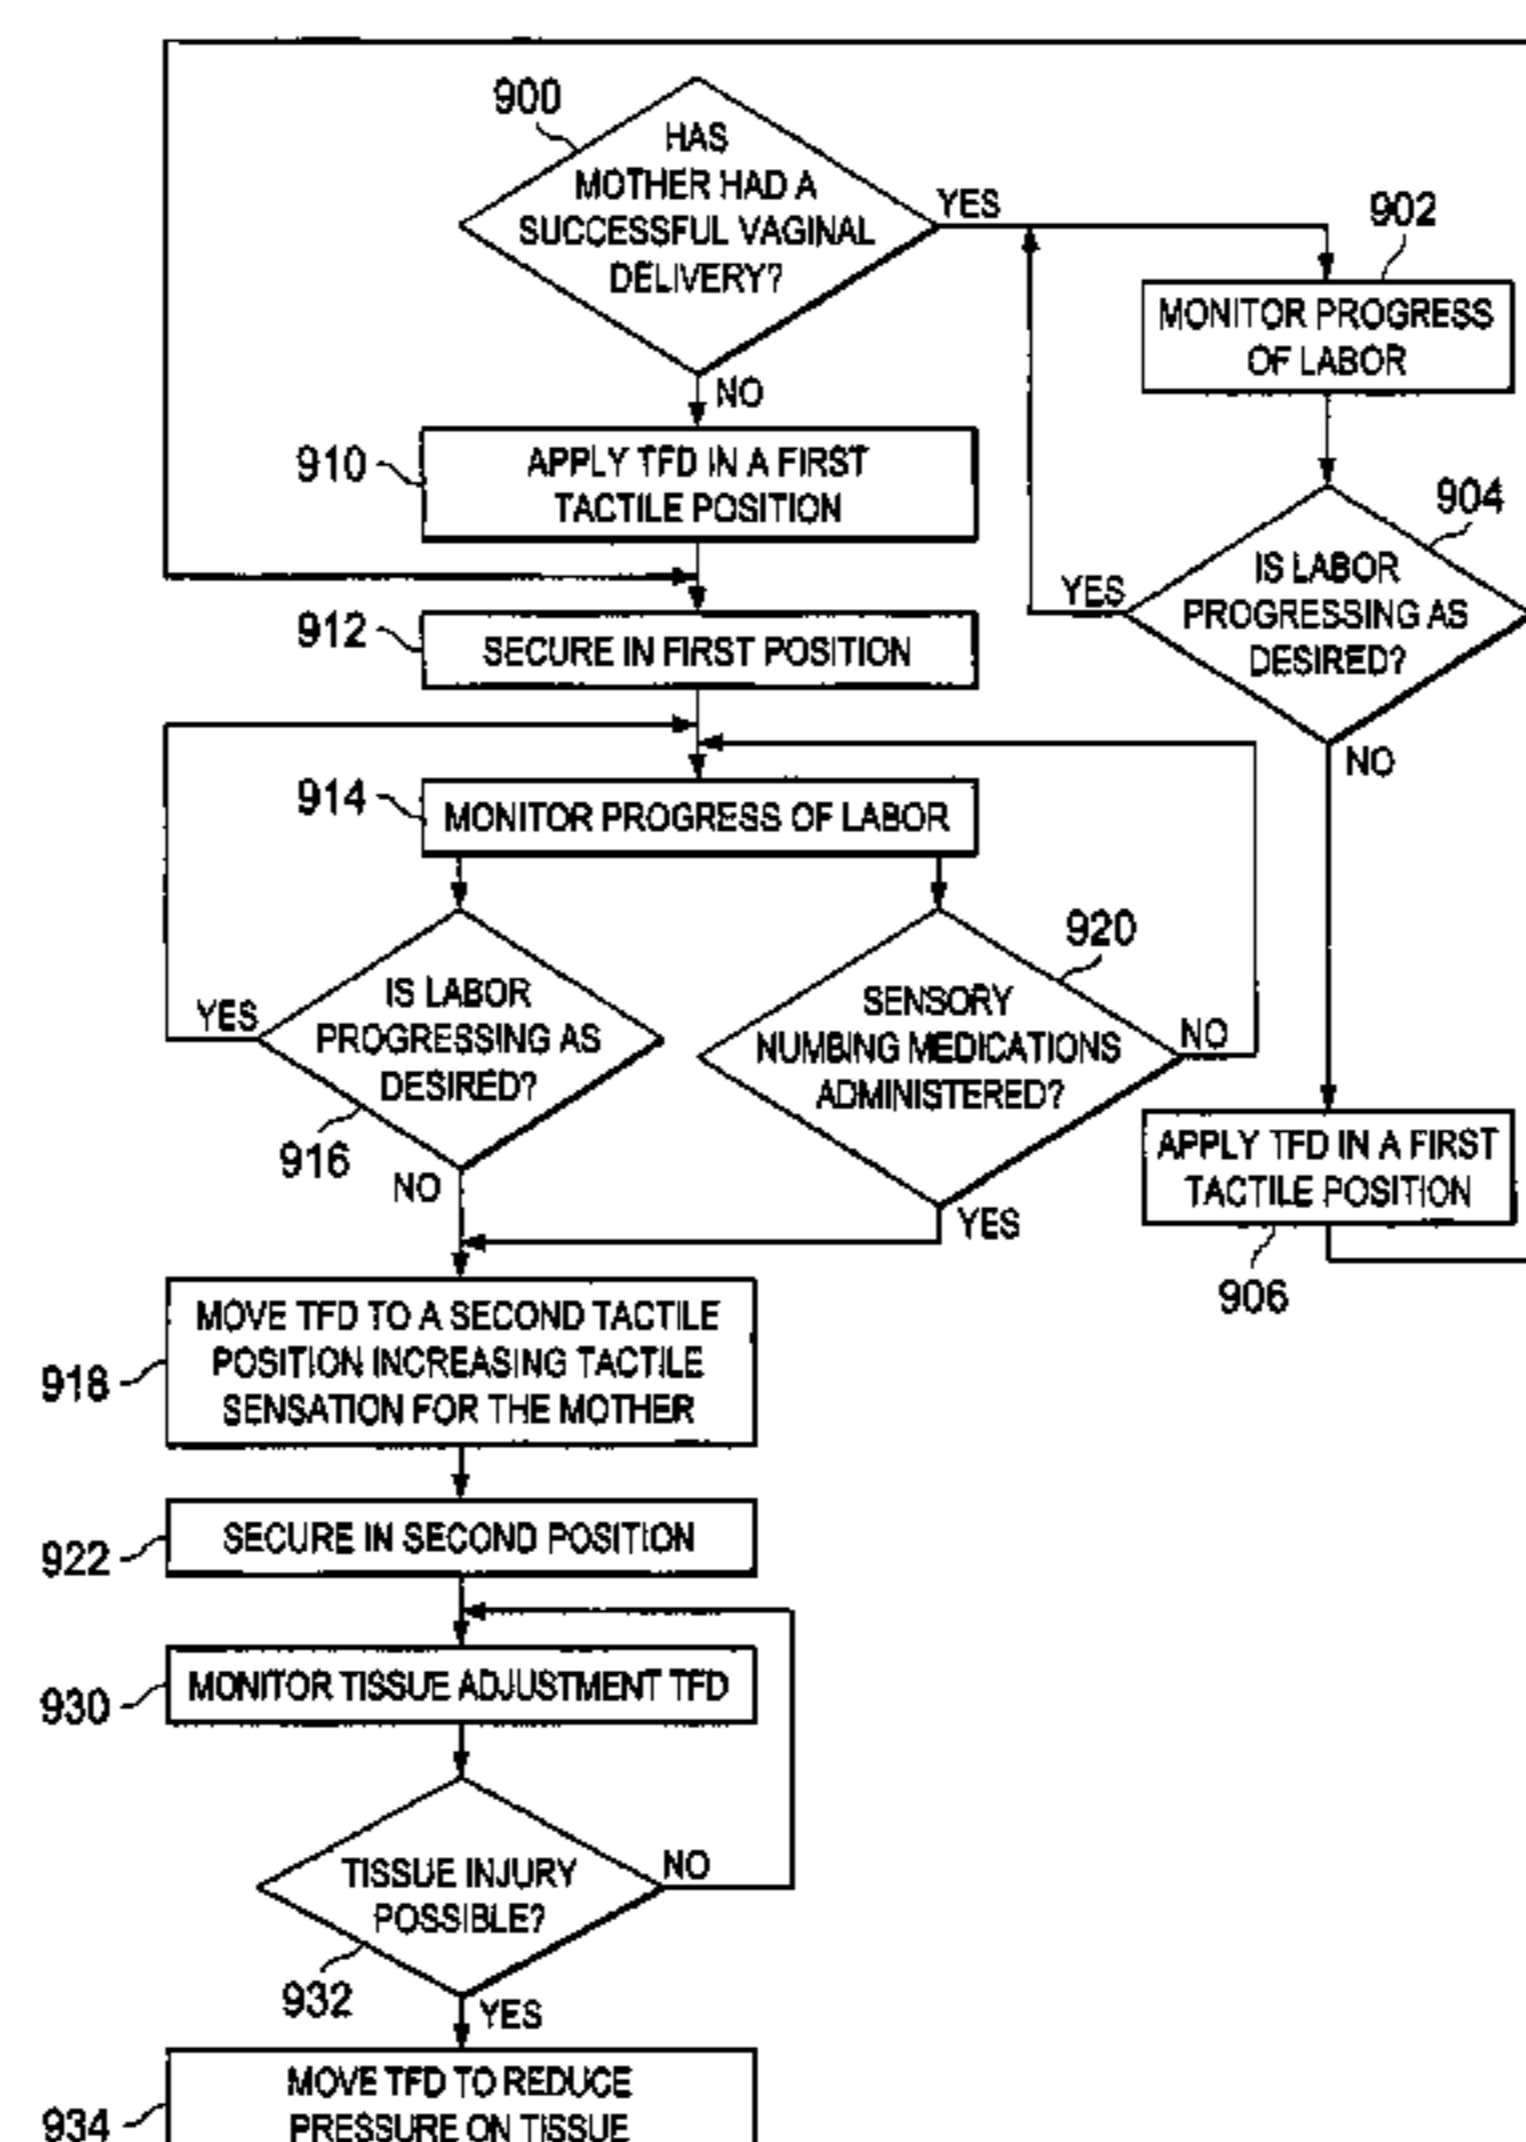 900
HAS
MOTHER HAD A
SUCCESSFUL VAGINAL
DELIVERY?
YES
NO
902
MONITOR PROGRESS
OF LABOR
904
IS LABOR
PROGRESSING AS
DESIRED?
YES
NO
APPLY TFD IN A FIRST
TACTILE POSITION
906
910
APPLY TFD IN A FIRST
TACTILE POSITION
912
SECURE IN FIRST POSITION
914
MONITOR PROGRESS OF LABOR
IS LABOR
PROGRESSING AS
DESIRED?
YES
916
NO
920
SENSORY
NUMBING MEDICATIONS
ADMINISTERED?
NO
YES
918
MOVE TFD TO A SECOND TACTILE
POSITION INCREASING TACTILE
SENSATION FOR THE MOTHER
922
SECURE IN SECOND POSITION
930
MONITOR TISSUE ADJUSTMENT TFD
TISSUE INJURY
POSSIBLE?
NO
932
YES
934
MOVE TFD TO REDUCE
PRESSURE ON TISSUE